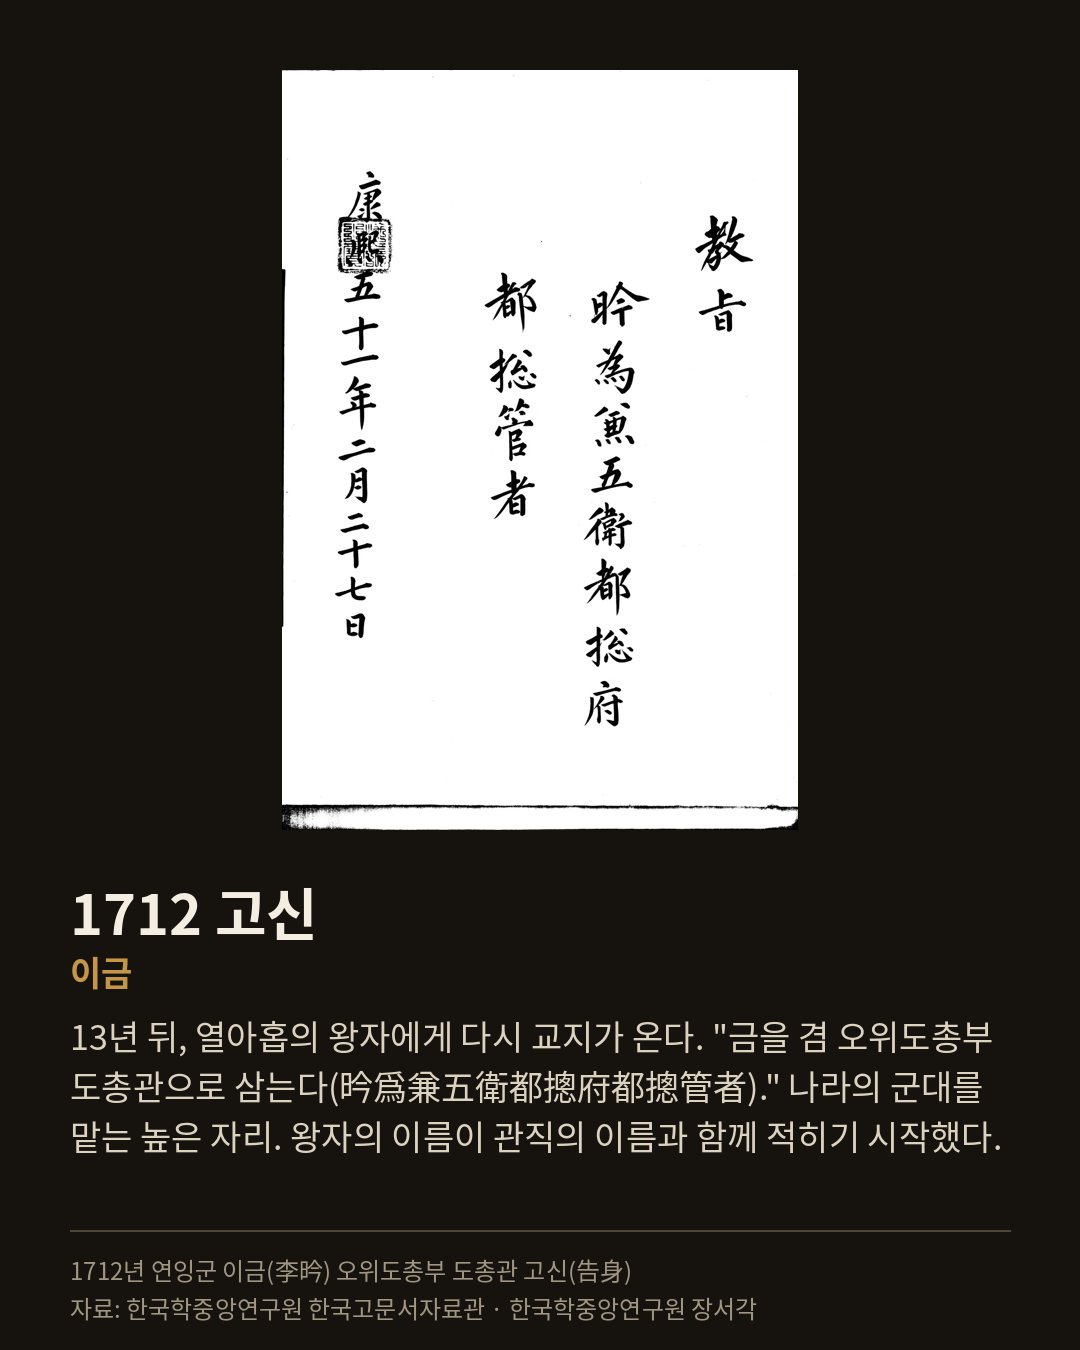 教旨
昑為兼五衛都摠府
都摠管者
康熙五十一年二月二十七日
1712 고신
이금
13년 뒤, 열아홉의 왕자에게 다시 교지가 온다. "금을 겸 오위도총부
도총관으로 삼는다(昑爲兼五衛都摠府都摠管者)." 나라의 군대를
맡는 높은 자리. 왕자의 이름이 관직의 이름과 함께 적히기 시작했다.
1712년 연잉군 이금(李昑) 오위도총부 도총관 고신(告身)
자료: 한국학중앙연구원 한국고문서자료관 · 한국학중앙연구원 장서각